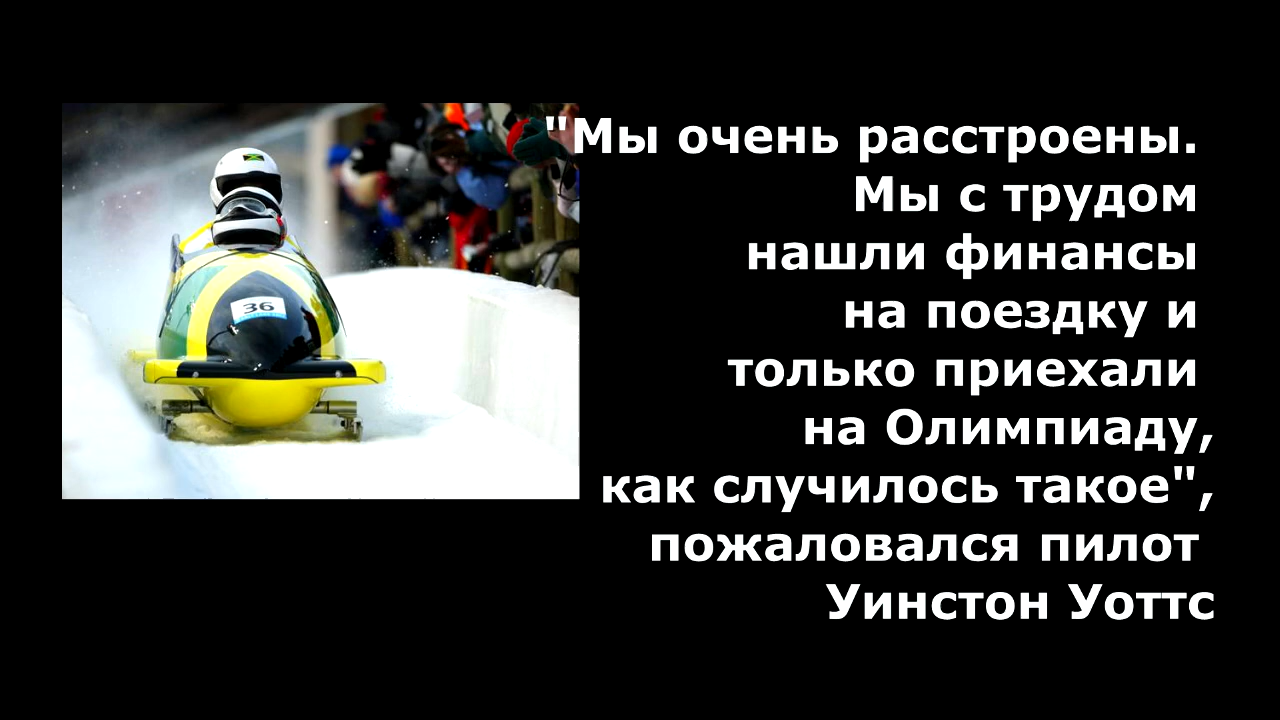 36
"Мы очень расстроены.
Мы с трудом
нашли финансы
на поездку и
только приехали
на Олимпиаду,
как случилось такое",
пожаловался пилот
Уинстон Уоттс